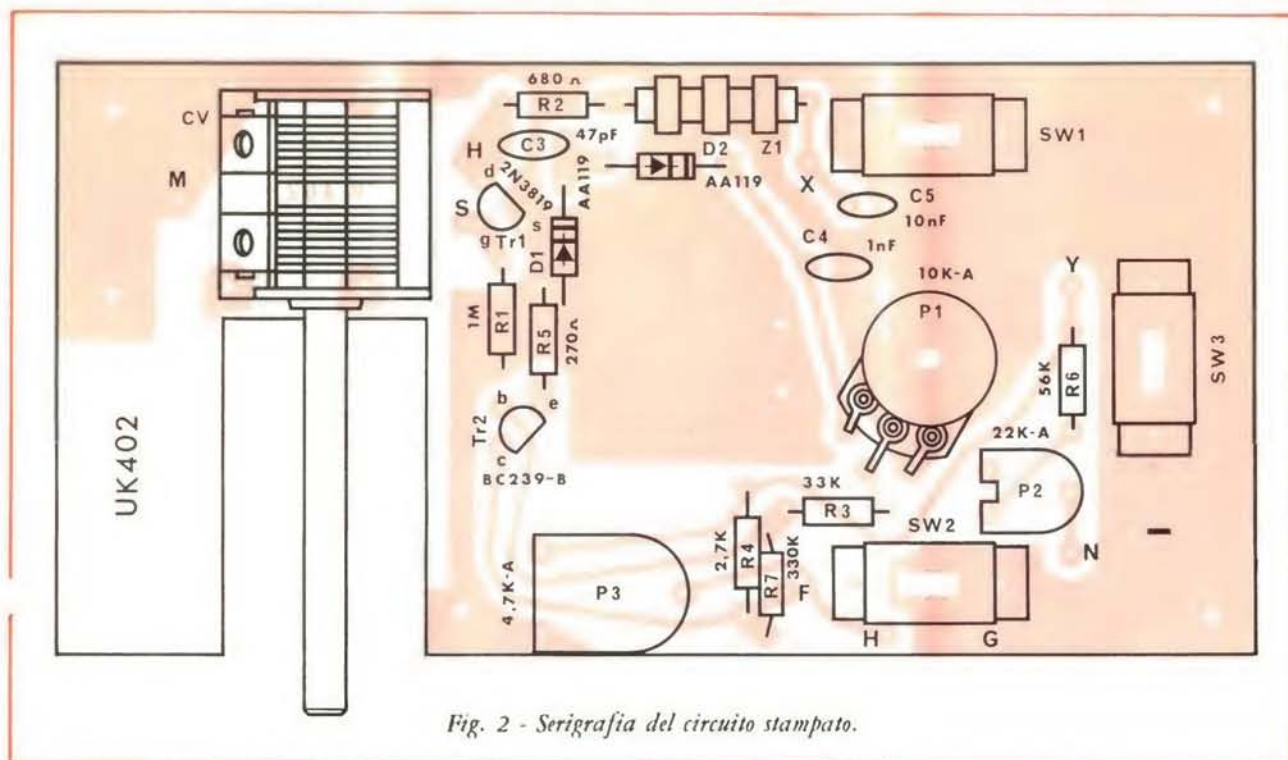 680 Ω
R2
CV
C3
47pF
H
M
d
2N3819
AA119
S
s
g
Tr1
D1
D2
Z1
AA119
X
SW1
C5
10nF
C4
1nF
10K-A
P1
Y
SW3
1M
R1
R5
270Ω
56K
R6
b
e
Tr2
c
BC239-B
22K-A
P2
UK402
33K
R3
SW2
N
-
2,7K
R4
R7
330K
F
4,7K-A
P3
H
G
Fig. 2 - Serigrafia del circuito stampato.